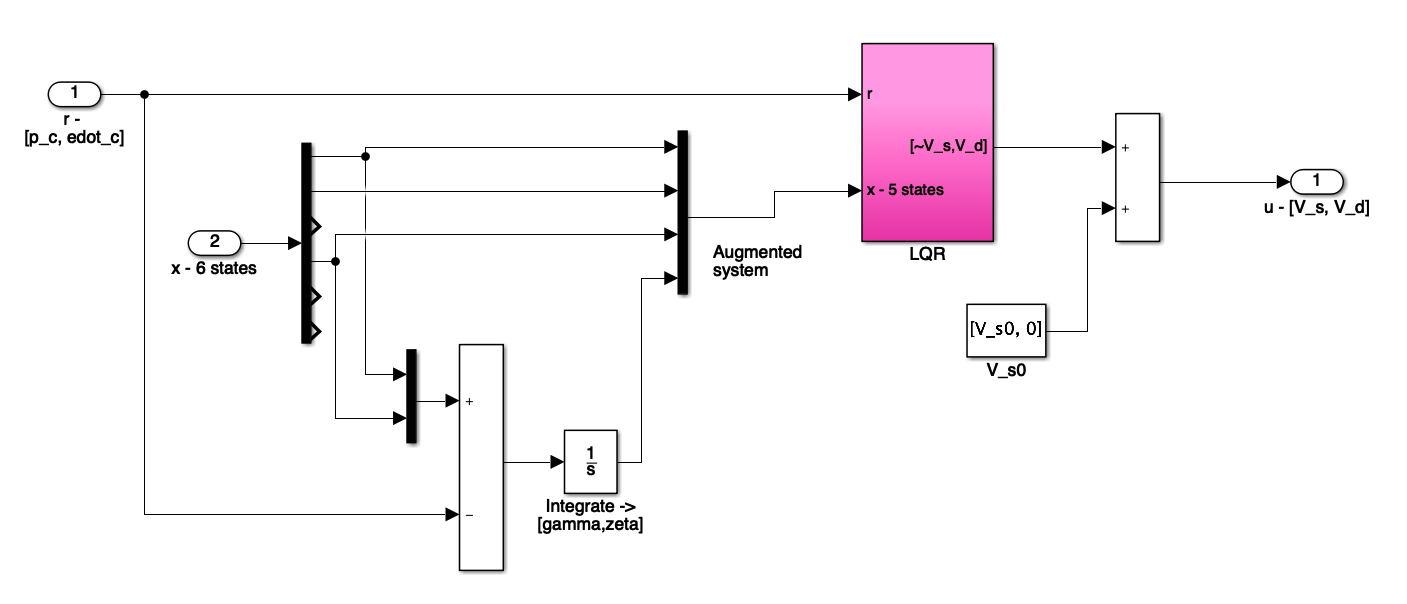 1
r -
[p_c, edot_c]
2
x - 6 states
+
−
1
s
Integrate ->
[gamma,zeta]
Augmented
system
r
[~V_s,V_d]
x - 5 states
LQR
[V_s0, 0]
V_s0
+
+
1
u - [V_s, V_d]